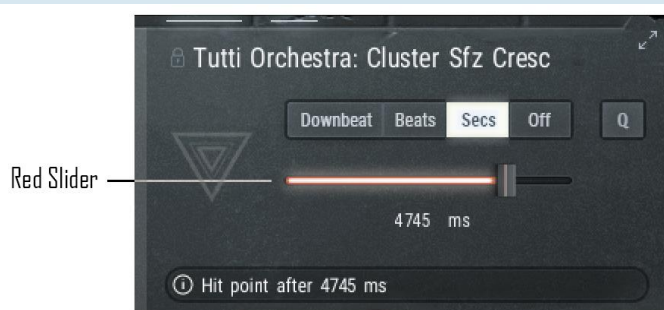 Tutti Orchestra: Cluster Sfz Cresc
Downbeat Beats Secs Off Q
Red Slider
4745 ms
Hit point after 4745 ms